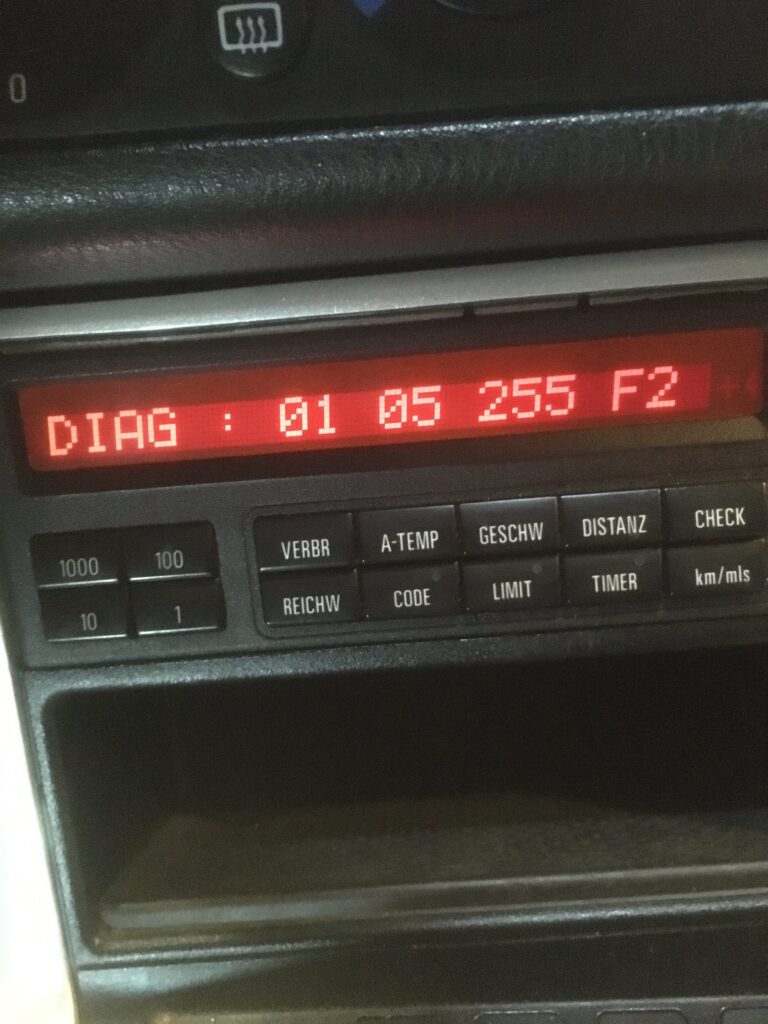 0
DIAG : 01 05 255 F2
1000 100
10 1
VERBR A-TEMP GESCHW DISTANZ CHECK
REICHW CODE LIMIT TIMER km/mls